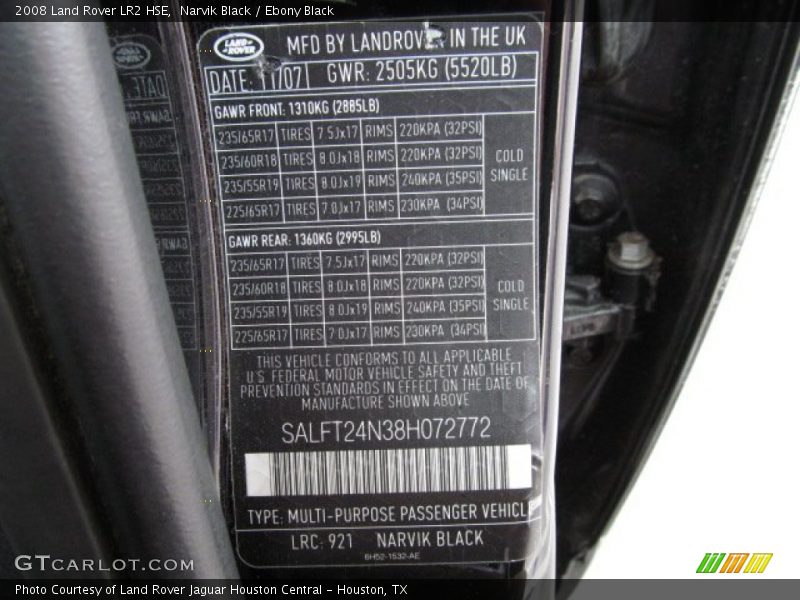 2008 Land Rover LR2 HSE, Narvik Black / Ebony Black
LAND ROVER
MFD BY LANDROVER IN THE UK
DATE: 11/07 GWR: 2505KG (5520LB)
GAWR FRONT: 1310KG (2885LB)
235/65R17 TIRES 7.5Jx17 RIMS 220KPA (32PSI)
235/60R18 TIRES 8.0Jx18 RIMS 220KPA (32PSI)
235/55R19 TIRES 8.0Jx19 RIMS 240KPA (35PSI)
225/65R17 TIRES 7.0Jx17 RIMS 230KPA (34PSI)
COLD
SINGLE
GAWR REAR: 1360KG (2995LB)
235/65R17 TIRES 7.5Jx17 RIMS 220KPA (32PSI)
235/60R18 TIRES 8.0Jx18 RIMS 220KPA (32PSI)
235/55R19 TIRES 8.0Jx19 RIMS 240KPA (35PSI)
225/65R17 TIRES 7.0Jx17 RIMS 230KPA (34PSI)
COLD
SINGLE
THIS VEHICLE CONFORMS TO ALL APPLICABLE
U.S. FEDERAL MOTOR VEHICLE SAFETY AND THEFT
PREVENTION STANDARDS IN EFFECT ON THE DATE OF
MANUFACTURE SHOWN ABOVE
SALFT24N38H072772
TYPE: MULTI-PURPOSE PASSENGER VEHICL
LRC: 921 NARVIK BLACK
6H52-1532-AE
GTCARLOT.COM
Photo Courtesy of Land Rover Jaguar Houston Central - Houston, TX